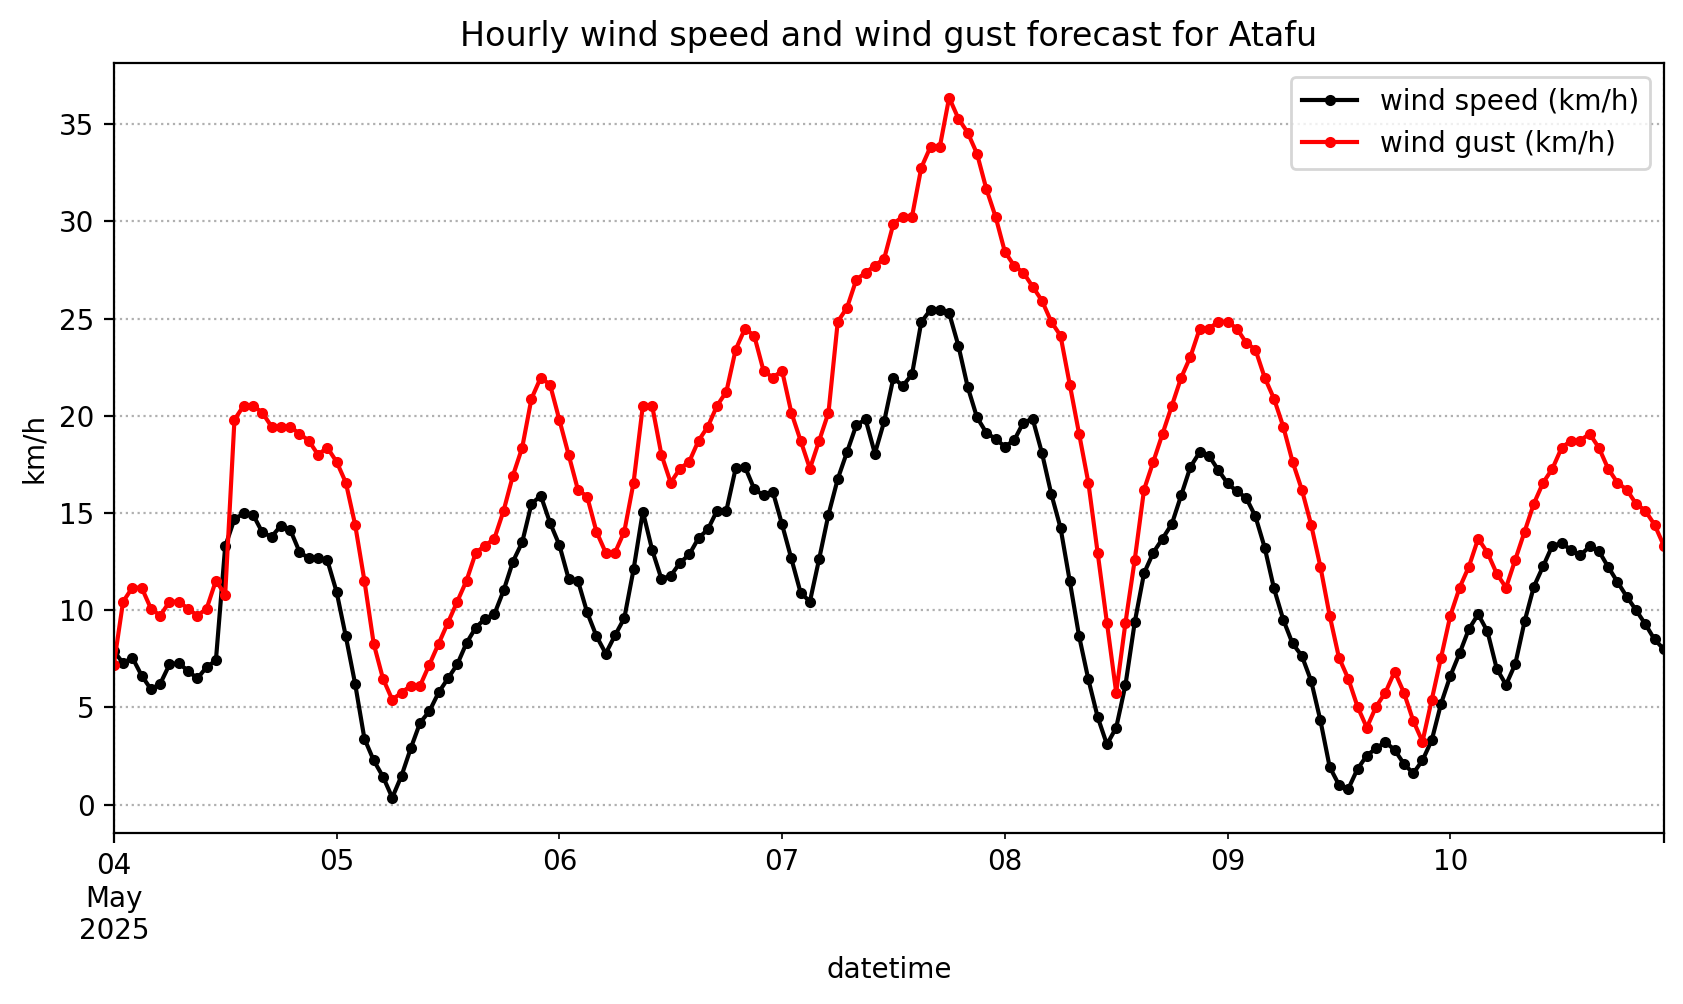 Hourly wind speed and wind gust forecast for Atafu
wind speed (km/h)
wind gust (km/h)
km/h
35
30
25
20
15
10
5
0
04
May
2025
05
06
07
08
09
10
datetime